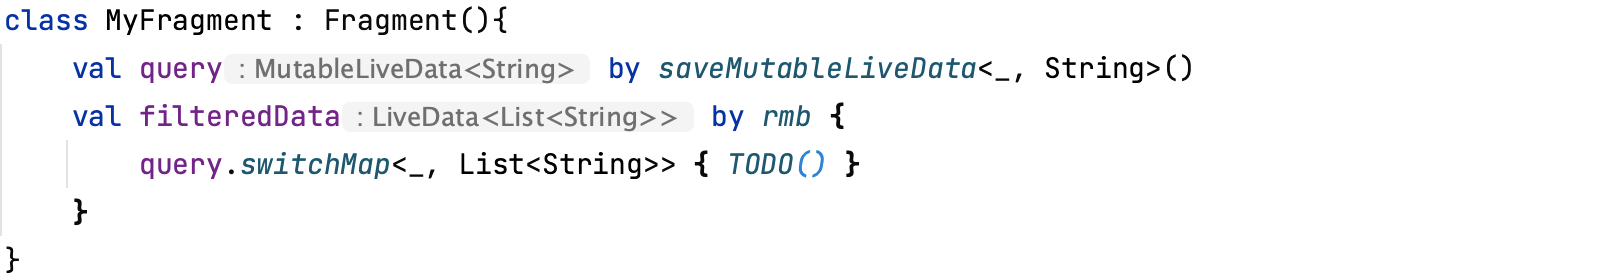 class MyFragment : Fragment(){
    val query : MutableLiveData<String> by saveMutableLiveData<_, String>()
    val filteredData : LiveData<List<String>> by rmb {
        query.switchMap<_, List<String>> { TODO() }
    }
}